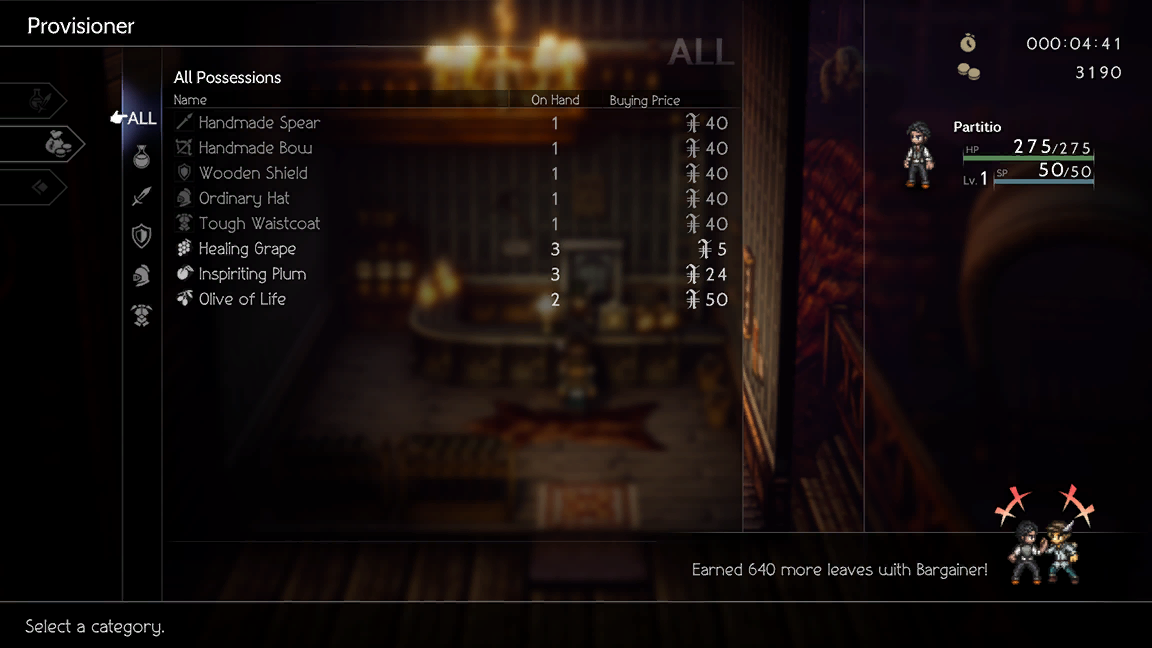 Provisioner
ALL
000:04:41
3190
All Possessions
Name On Hand Buying Price
ALL
Handmade Spear 1 40
Handmade Bow 1 40
Wooden Shield 1 40
Ordinary Hat 1 40
Tough Waistcoat 1 40
Healing Grape 3 5
Inspiriting Plum 3 24
Olive of Life 2 50
Partitio
HP 275/275
Lv. 1 SP 50/50
Earned 640 more leaves with Bargainer!
Select a category.